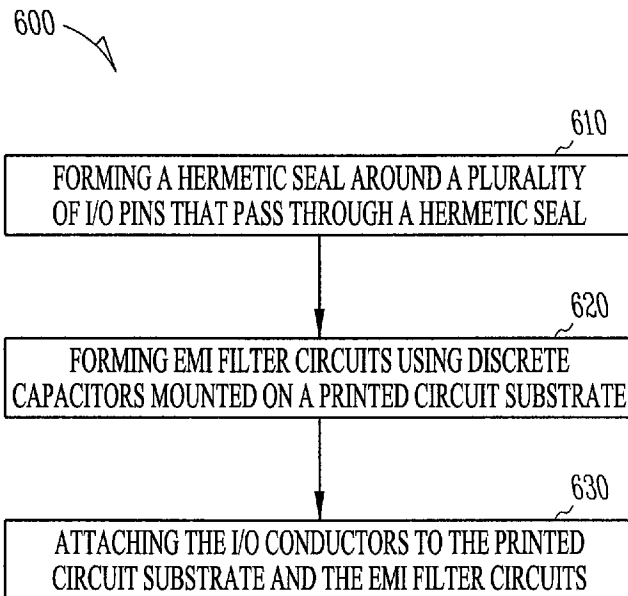 600
610
FORMING A HERMETIC SEAL AROUND A PLURALITY
OF I/O PINS THAT PASS THROUGH A HERMETIC SEAL
620
FORMING EMI FILTER CIRCUITS USING DISCRETE
CAPACITORS MOUNTED ON A PRINTED CIRCUIT SUBSTRATE
630
ATTACHING THE I/O CONDUCTORS TO THE PRINTED
CIRCUIT SUBSTRATE AND THE EMI FILTER CIRCUITS